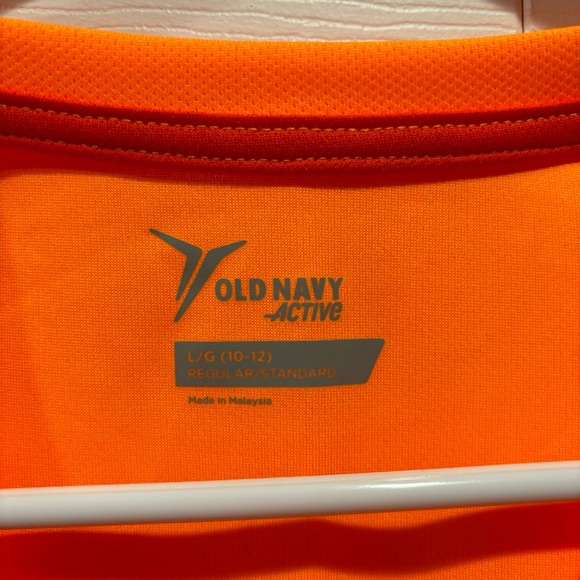 OLD NAVY
ACTIVE
L/G (10-12)
REGULAR/STANDARD
Made in Malaysia